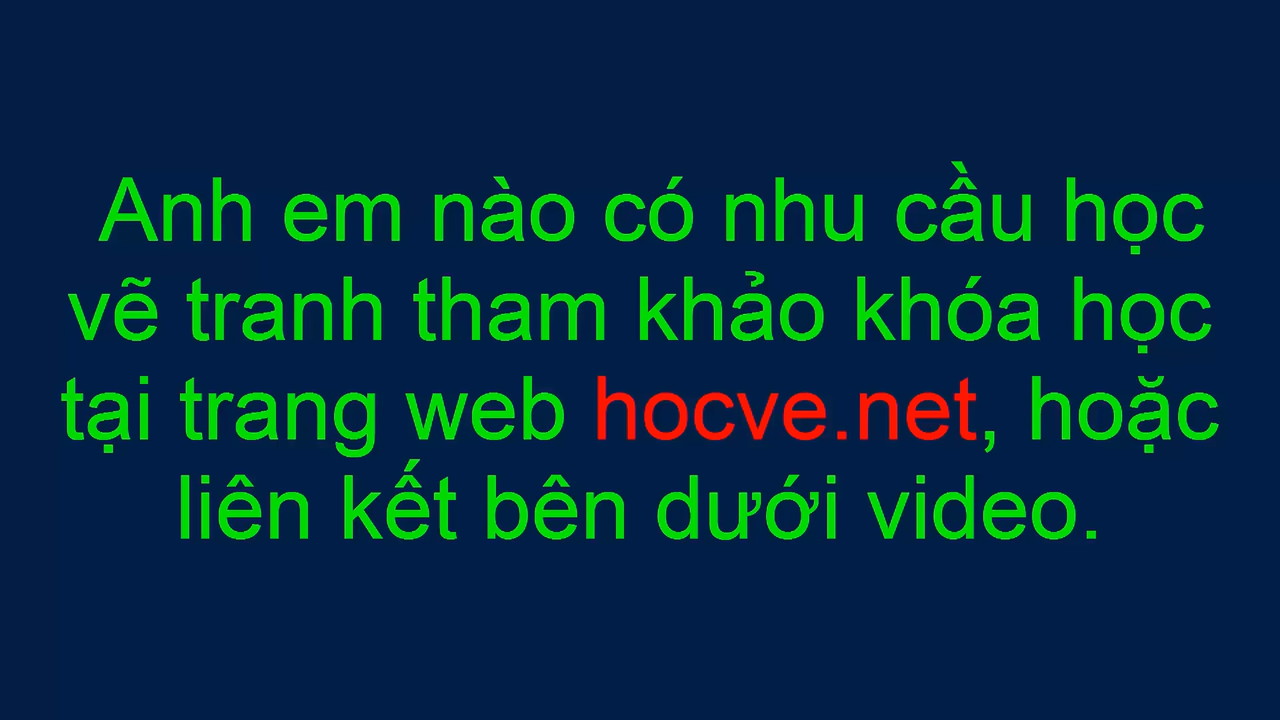 Anh em nào có nhu cầu học
vẽ tranh tham khảo khóa học
tại trang web hocve.net, hoặc
liên kết bên dưới video.